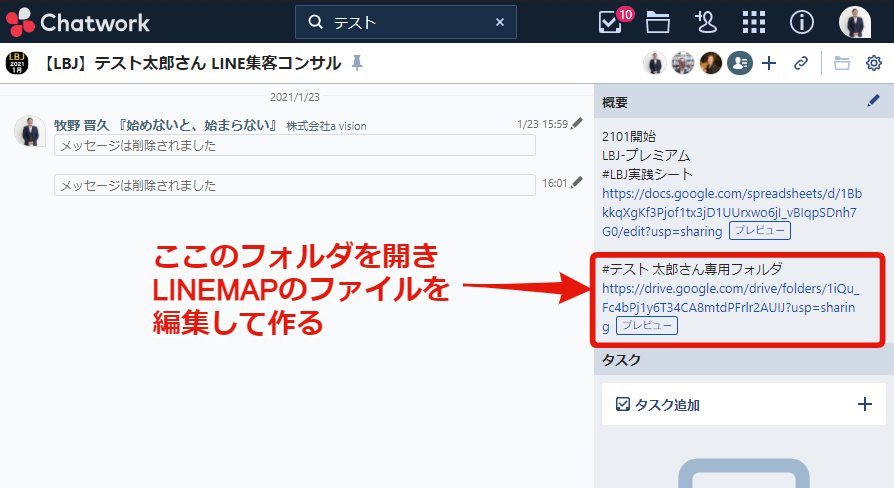 Chatwork
テスト
10
LBJ
2021
1月
【LBJ】テスト太郎さん LINE集客コンサル
2021/1/23
牧野 晋久 『始めないと、始まらない』 株式会社a vision
1/23 15:59
メッセージは削除されました
メッセージは削除されました
16:01
ここのフォルダを開き
LINEMAPのファイルを
編集して作る
概要
2101開始
LBJ-プレミアム
#LBJ実践シート
https://docs.google.com/spreadsheets/d/1Bb
kkqXgKf3Pjof1tx3jD1UUrxwo6jI_vBIqpSDnh7
G0/edit?usp=sharing プレビュー
#テスト 太郎さん専用フォルダ
https://drive.google.com/drive/folders/1iQu_
Fc4bPj1y6T34CA8mtdPFrlr2AUIJ?usp=sharin
g プレビュー
タスク
タスク追加